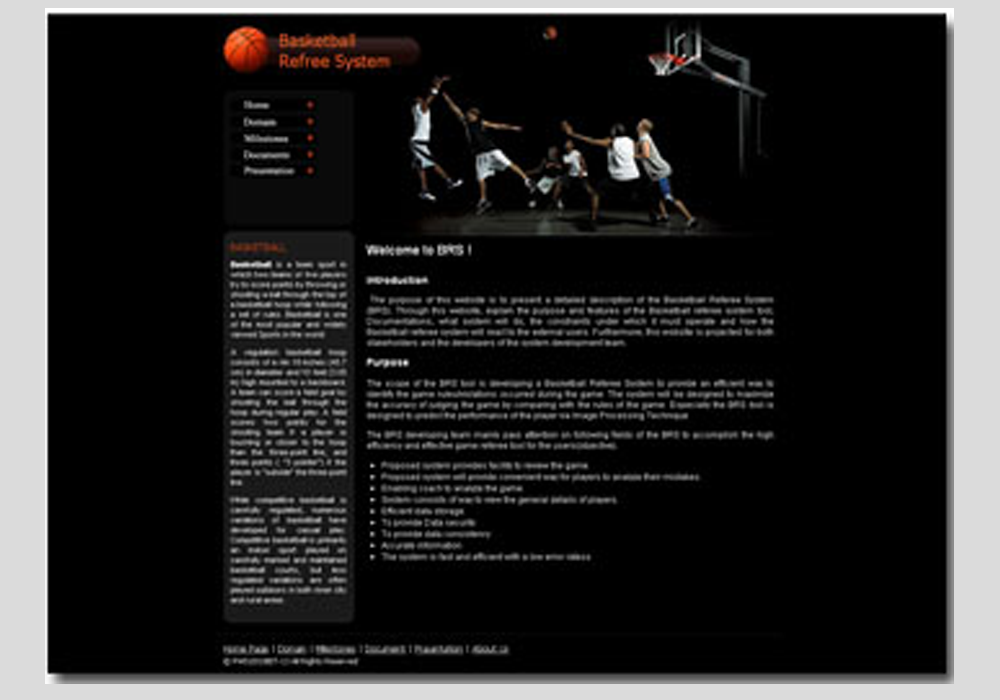 Basketball
Refree System
Home
Domain
Milestones
Documents
Presentation
BASKETBALL
Basketball is a team sport in
which two teams of five players
try to score points by throwing or
shooting a ball through the top of
a basketball hoop while following
a set of rules. Basketball is one
of the most popular and widely
viewed Sports in the world.
A regulation basketball hoop
consists of a rim 18 inches
in diameter and 10 feet
high mounted to a backboard.
A team can score a field goal by
shooting the ball through the
hoop during regular play. A field
scores two points for the
shooting team if a player is
touching or closer to the hoop
than the three-point line, and
three points ( "3 pointer") if the
player is "outside" the three-point
line.
While competitive basketball is
carefully regulated, numerous
variations of basketball have
developed for casual play.
Competitive basketball is primarily
an indoor sport played on
carefully marked and maintained
basketball courts, but less
regulated variations are often
played outdoors in both inner city
and rural areas.
Welcome to BRS !
Introduction
The purpose of this website is to present a detailed description of the Basketball Referee System
(BRS). Through this website, explain the purpose and features of the Basketball referee system tool,
Documentations, what system will do, the constraints under which it must operate and how the
Basketball referee system will react to the external users. Furthermore, this website is projected for both
stakeholders and the developers of the system development team.
Purpose
The scope of the BRS tool is developing a Basketball Referee System to provide an efficient way to
identify the game rule violations occurred during the game. The system will be designed to maximize
the accuracy of judging the game by comparing with the rules of the game. Especially the BRS tool is
designed to predict the performance of the player via Image Processing Technique.
The BRS developing team mainly pays attention on following fields of the BRS to accomplish the high
efficiency and effective game referee tool for the users(objective).
Proposed system provides facility to review the game.
Proposed system will provide convenient way for players to analyze their mistakes.
Enabling coach to analyze the game.
System consists of way to view the general details of players.
Efficient data storage.
To provide Data security
To provide data consistency
Accurate information
The system is fast and efficient with a low error ratios
Home Page | Domain | Milestones | Document | Presentation | About Us
All Rights Reserved